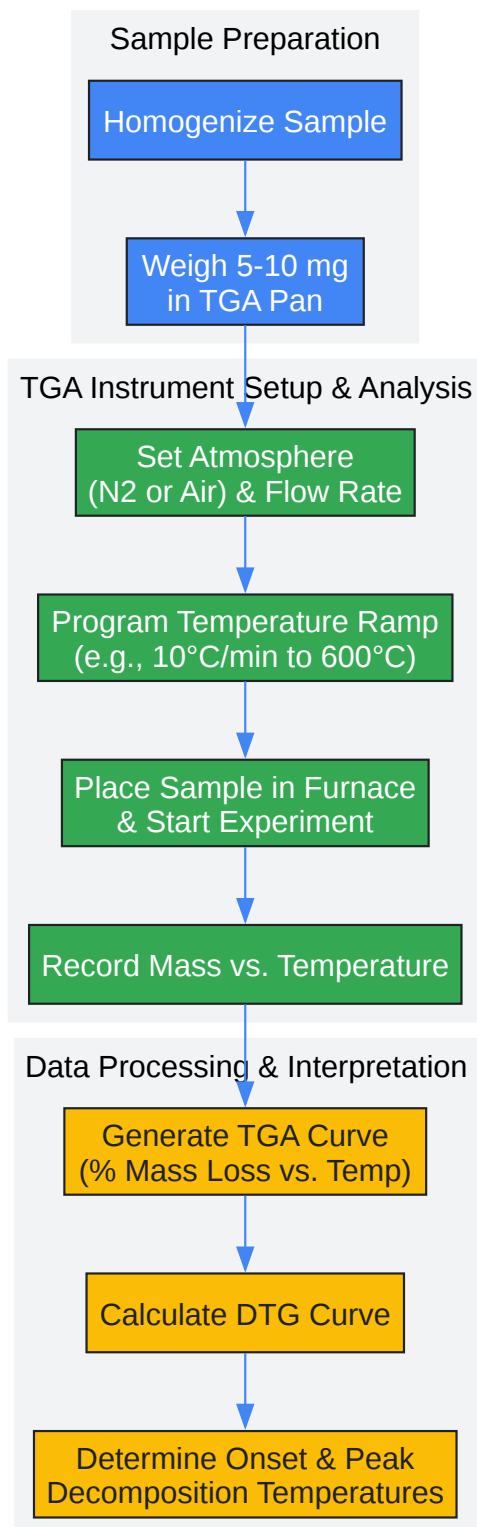 Sample Preparation
Homogenize Sample
Weigh 5-10 mg
in TGA Pan
TGA Instrument Setup & Analysis
Set Atmosphere
(N2 or Air) & Flow Rate
Program Temperature Ramp
(e.g., 10°C/min to 600°C)
Place Sample in Furnace
& Start Experiment
Record Mass vs. Temperature
Data Processing & Interpretation
Generate TGA Curve
(% Mass Loss vs. Temp)
Calculate DTG Curve
Determine Onset & Peak
Decomposition Temperatures